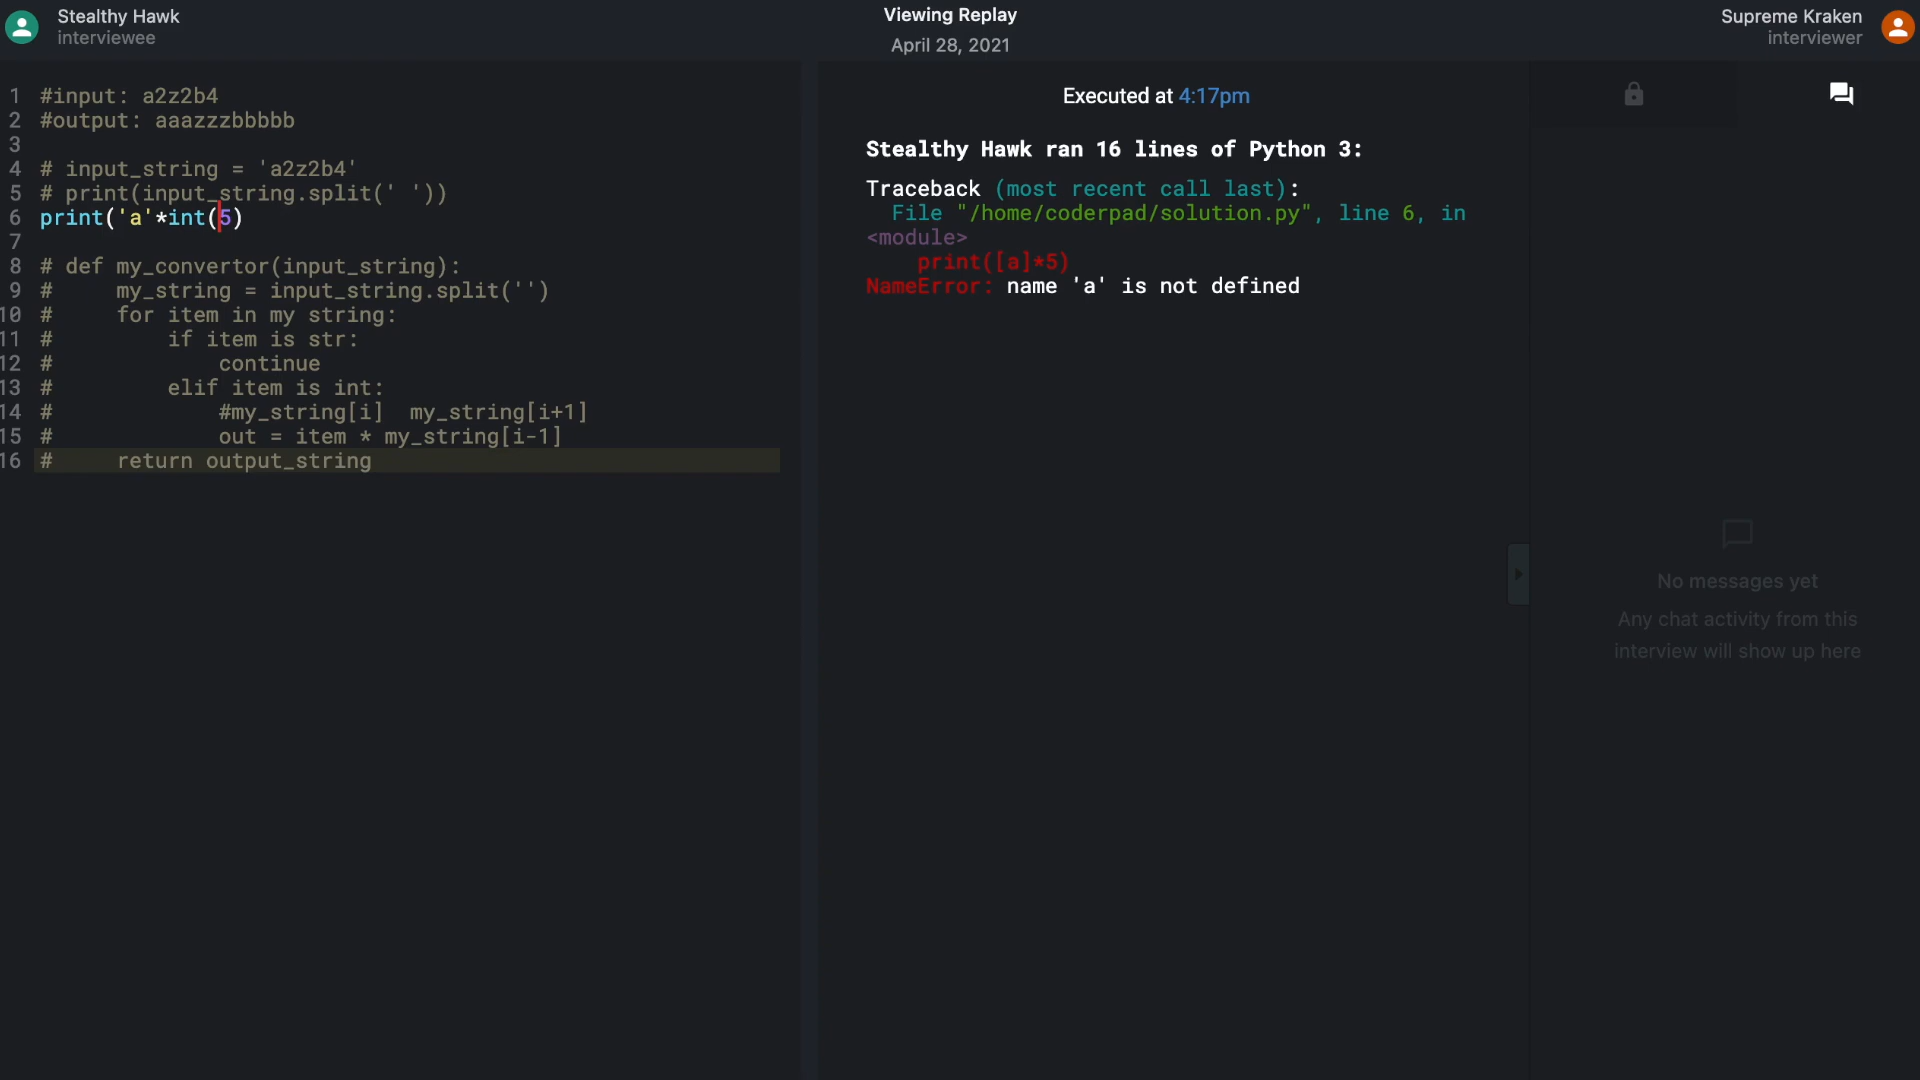 Stealthy Hawk
interviewee
Viewing Replay
April 28, 2021
Supreme Kraken
interviewer
1 #input: a2z2b4
2 #output: aaazzzbbbbb
3
4 # input_string = 'a2z2b4'
5 # print(input_string.split(' '))
6 print('a'*int(5)
7
8 # def my_convertor(input_string):
9 #     my_string = input_string.split('')
10 #     for item in my string:
11 #         if item is str:
12 #             continue
13 #         elif item is int:
14 #             #my_string[i]  my_string[i+1]
15 #             out = item * my_string[i-1]
16 #     return output_string
Executed at 4:17pm
Stealthy Hawk ran 16 lines of Python 3:
Traceback (most recent call last):
  File "/home/coderpad/solution.py", line 6, in
<module>
    print([a]*5)
NameError: name 'a' is not defined
No messages yet
Any chat activity from this
interview will show up here